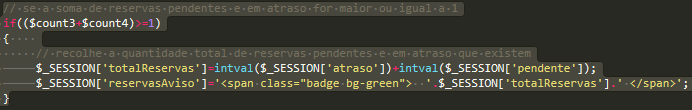 // se a soma de reservas pendentes e em atraso for maior ou igual a 1
if(($count3+$count4)>=1)
{
// recolhe a quantidade total de reservas pendentes e em atraso que existem
$_SESSION['totalReservas']=intval($_SESSION['atraso'])+intval($_SESSION['pendente']);
$_SESSION['reservasAviso']='<span class="badge bg-green">  '.$_SESSION['totalReservas'].' </span>';
}